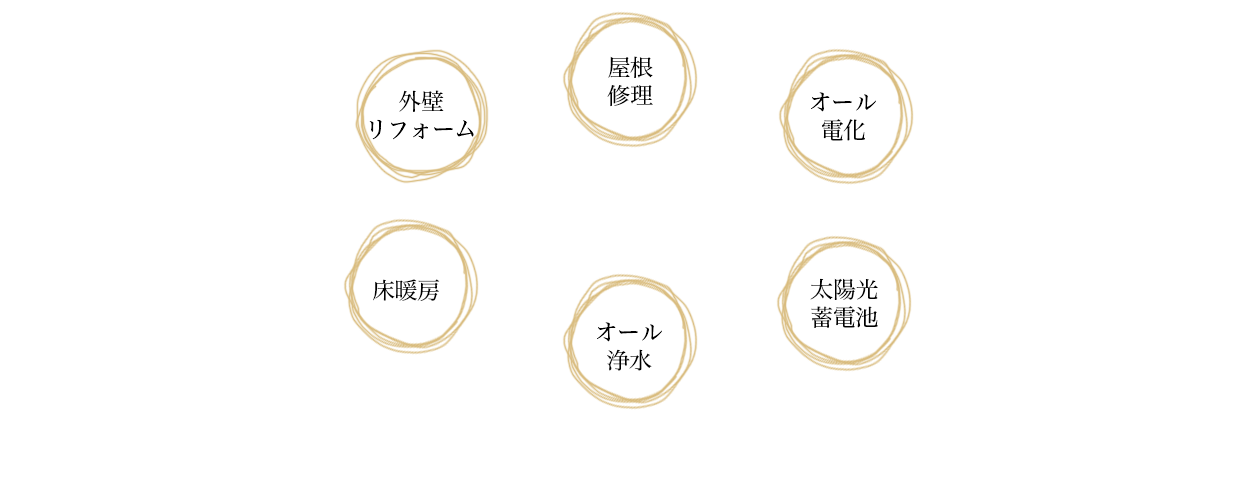 外壁
リフォーム
屋根
修理
オール
電化
床暖房
オール
浄水
太陽光
蓄電池